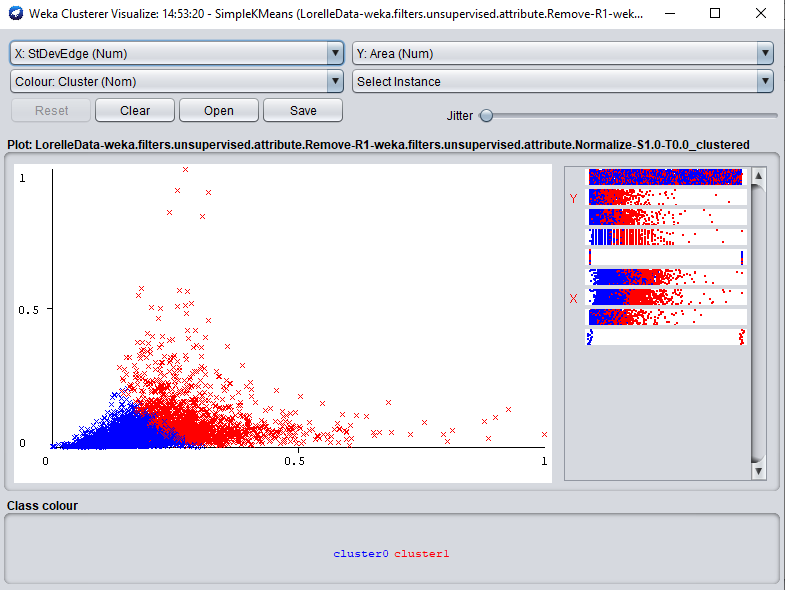 Weka Clusterer Visualize: 14:53:20 - SimpleKMeans (LorelleData-weka.filters.unsupervised.attribute.Remove-R1-wek...
X: StDevEdge (Num)
Y: Area (Num)
Colour: Cluster (Nom)
Select Instance
Reset
Clear
Open
Save
Jitter
Plot: LorelleData-weka.filters.unsupervised.attribute.Remove-R1-weka.filters.unsupervised.attribute.Normalize-S1.0-T0.0_clustered
1
0.5
0
0
0.5
1
Y
X
Class colour
cluster0 cluster1